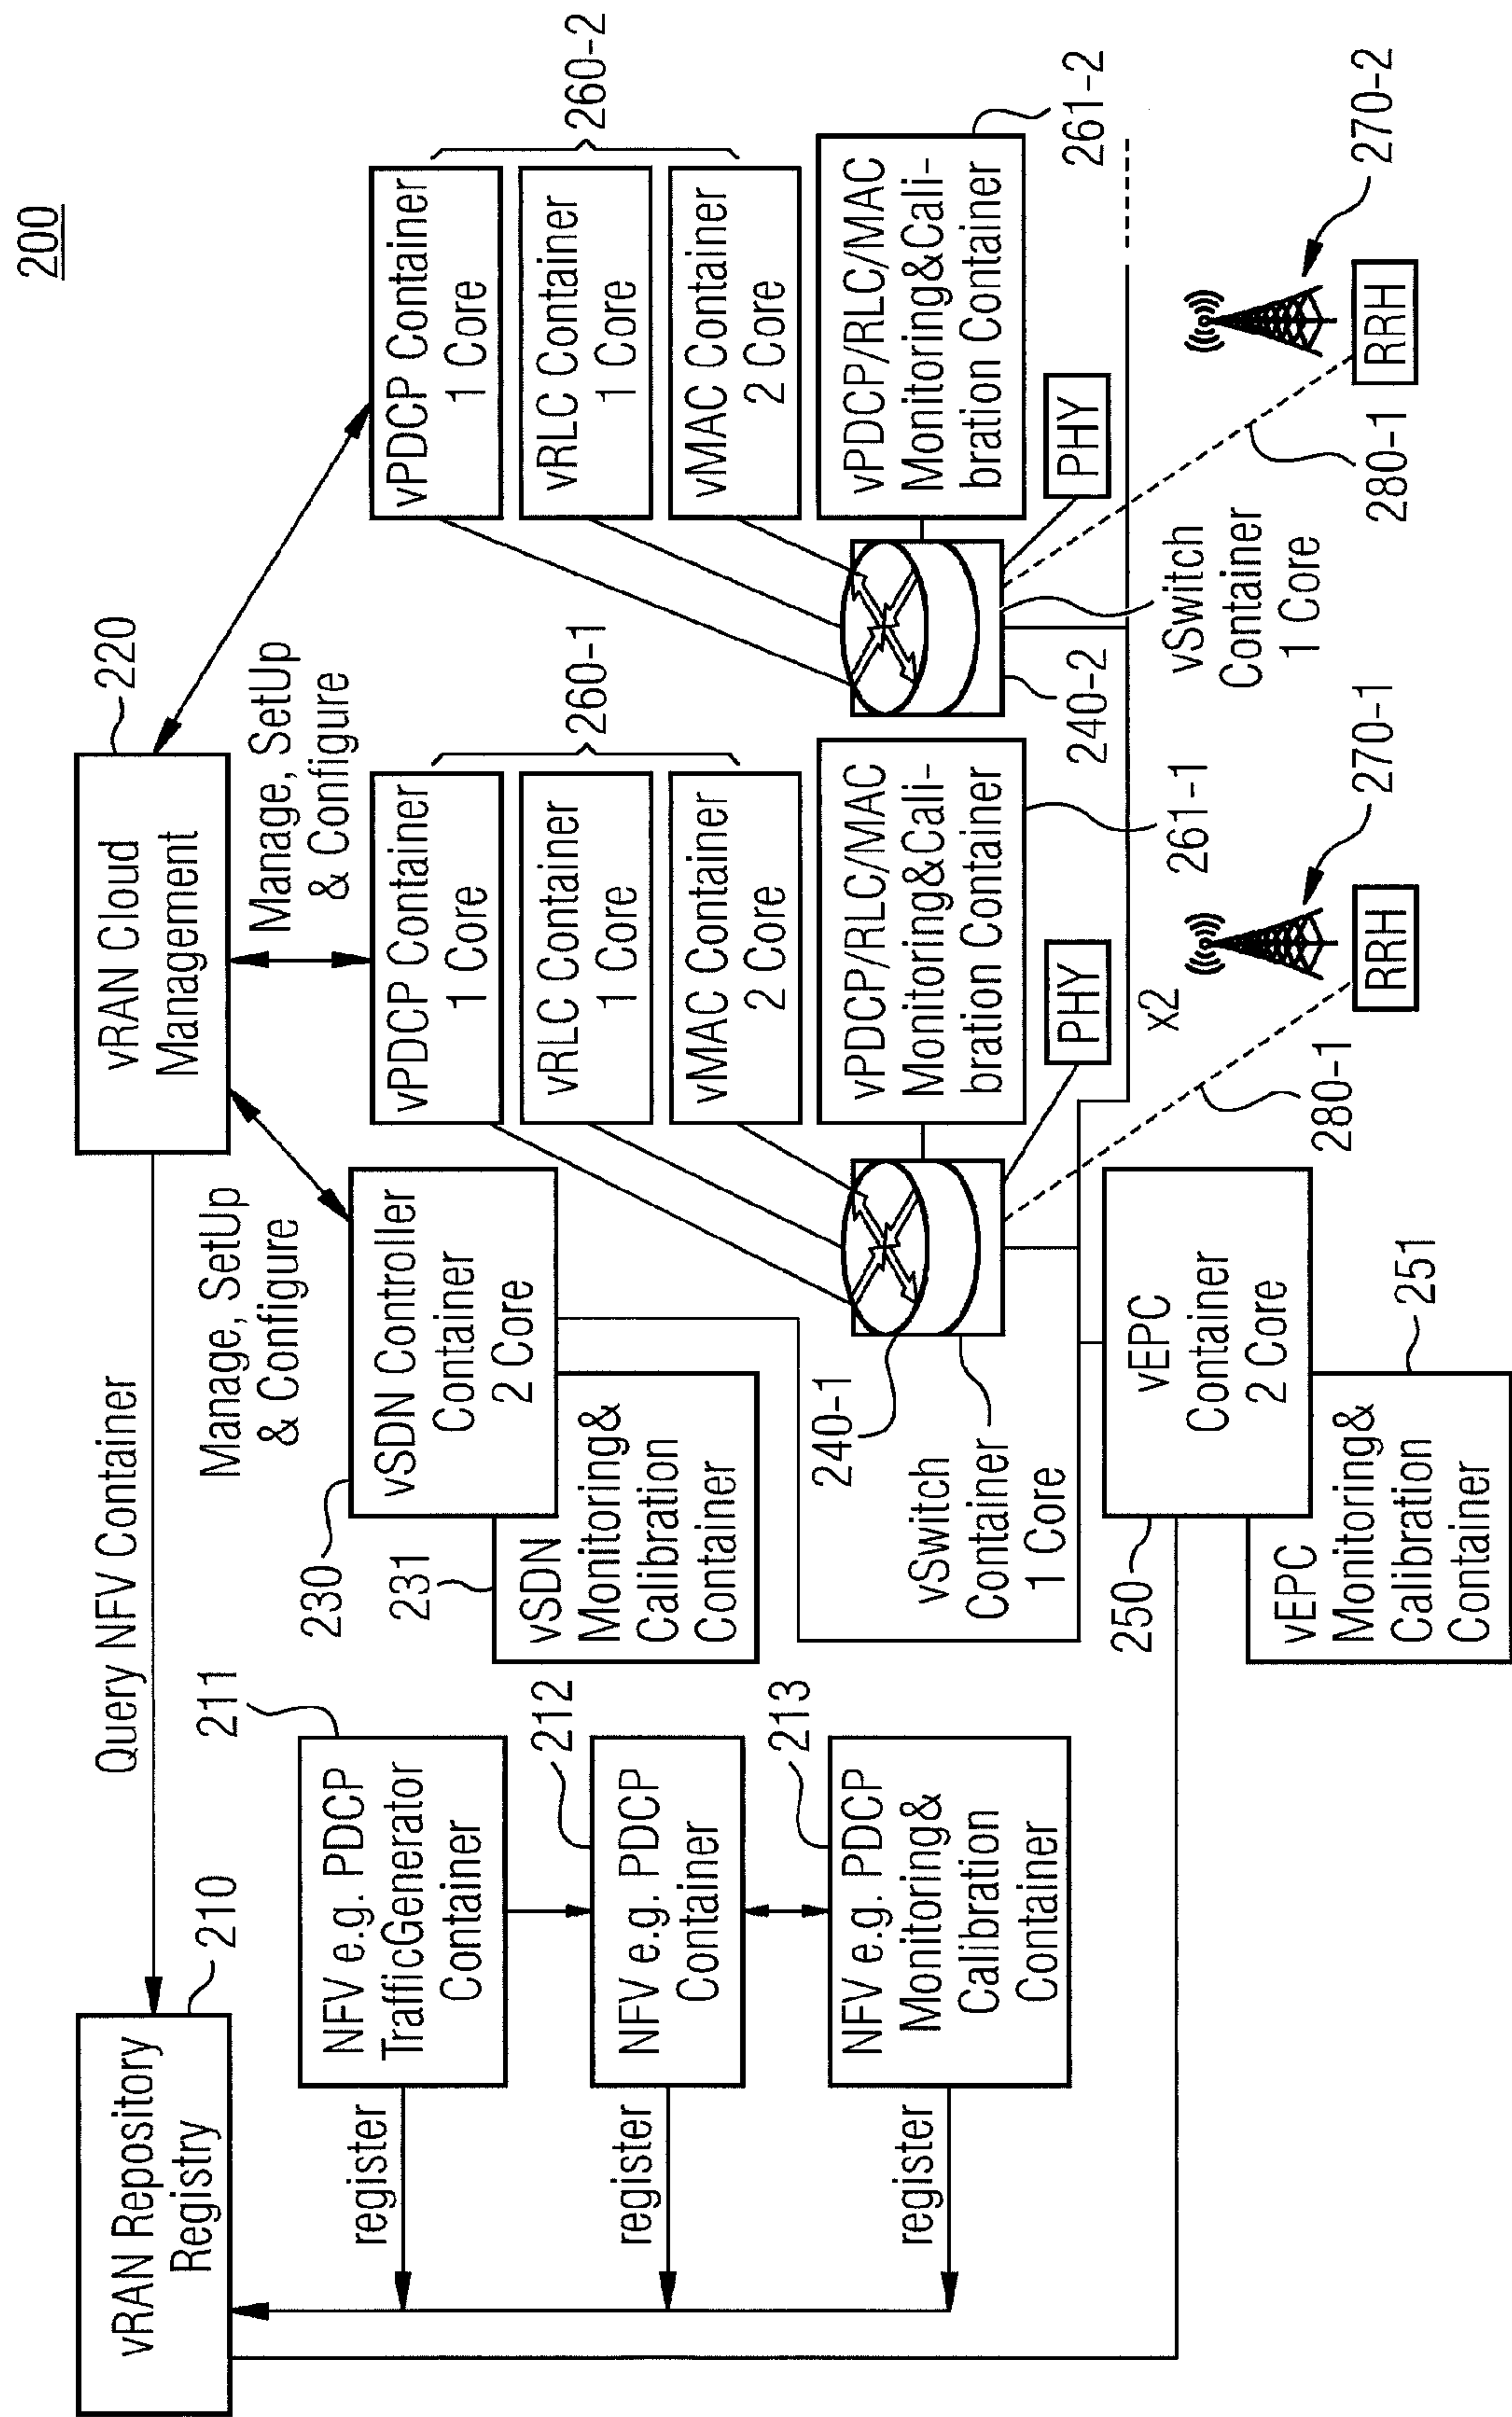 200
vRAN Repository
Registry
210
Query NFV Container
vRAN Cloud
Management
220
Manage, SetUp
& Configure
Manage, SetUp
& Configure
register
NFV e.g. PDCP
TrafficGenerator
Container
211
register
NFV e.g. PDCP
Container
212
register
NFV e.g. PDCP
Monitoring&
Calibration
Container
213
230
vSDN Controller
Container
2 Core
231
vSDN
Monitoring&
Calibration
Container
vPDCP Container
1 Core
vRLC Container
1 Core
vMAC Container
2 Core
260-1
vPDCP/RLC/MAC
Monitoring&Cali-
bration Container
261-1
240-1
vSwitch
Container
1 Core
PHY
x2
280-1
RRH
270-1
vPDCP Container
1 Core
vRLC Container
1 Core
vMAC Container
2 Core
260-2
vPDCP/RLC/MAC
Monitoring&Cali-
bration Container
261-2
240-2
vSwitch
Container
1 Core
PHY
280-1
RRH
270-2
250
vEPC
Container
2 Core
vEPC
Monitoring&
Calibration
Container
251